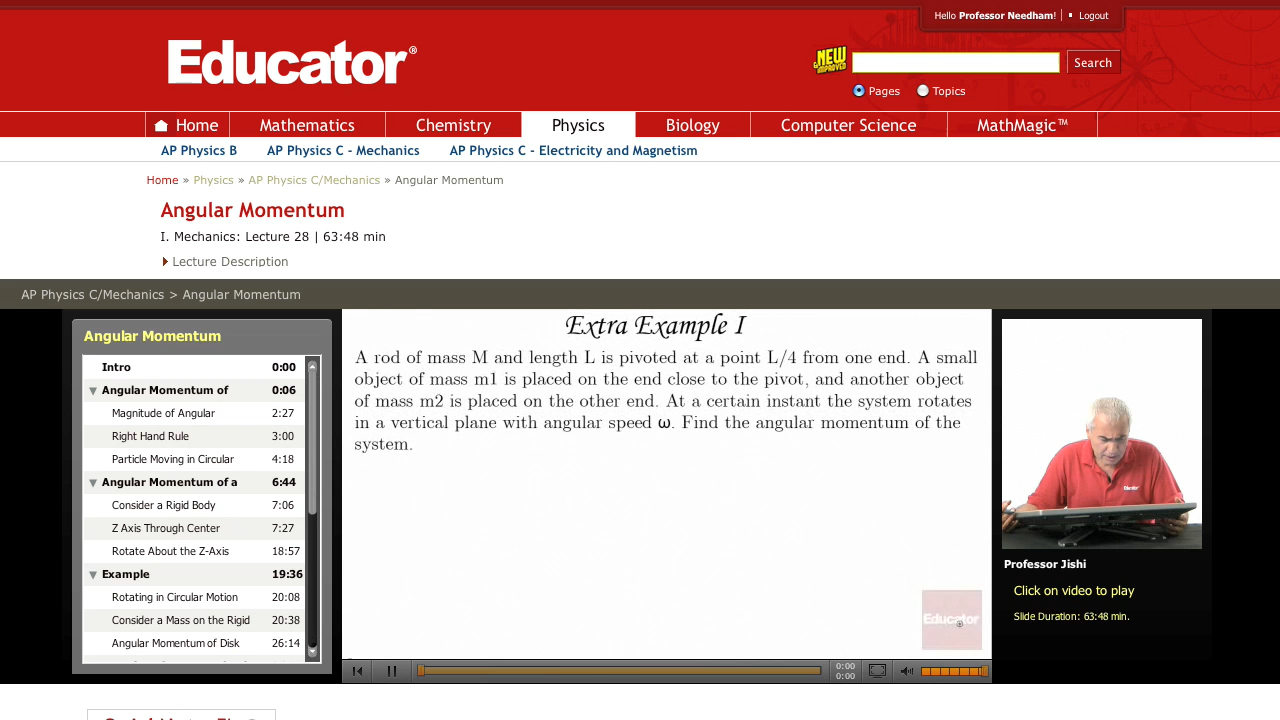 Hello Professor Needham! | Logout
Educator®
NEW
& IMPROVED
Search
Pages Topics
Home Mathematics Chemistry Physics Biology Computer Science MathMagic™
AP Physics B AP Physics C - Mechanics AP Physics C - Electricity and Magnetism
Home » Physics » AP Physics C/Mechanics » Angular Momentum
Angular Momentum
I. Mechanics: Lecture 28 | 63:48 min
Lecture Description
AP Physics C/Mechanics > Angular Momentum
Angular Momentum
Intro 0:00
Angular Momentum of 0:06
Magnitude of Angular 2:27
Right Hand Rule 3:00
Particle Moving in Circular 4:18
Angular Momentum of a 6:44
Consider a Rigid Body 7:06
Z Axis Through Center 7:27
Rotate About the Z-Axis 18:57
Example 19:36
Rotating in Circular Motion 20:08
Consider a Mass on the Rigid 20:38
Angular Momentum of Disk 26:14
Extra Example I
A rod of mass M and length L is pivoted at a point L/4 from one end. A small
object of mass m1 is placed on the end close to the pivot, and another object
of mass m2 is placed on the other end. At a certain instant the system rotates
in a vertical plane with angular speed ω. Find the angular momentum of the
system.
Educator
0:00
0:00
Educator
Professor Jishi
Click on video to play
Slide Duration: 63:48 min.